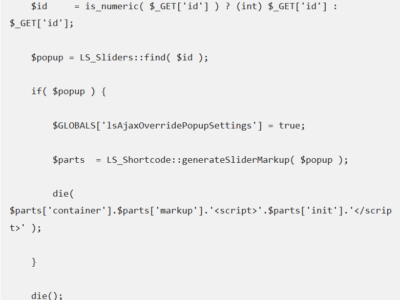 $id     = is_numeric( $_GET['id'] ) ? (int) $_GET['id'] :
$_GET['id'];
$popup = LS_Sliders::find( $id );
if( $popup ) {
$GLOBALS['lsAjaxOverridePopupSettings'] = true;
$parts  = LS_Shortcode::generateSliderMarkup( $popup );
die(
$parts['container'].$parts['markup'].'<script>'.$parts['init'].'</scrip
t>' );
}
die();